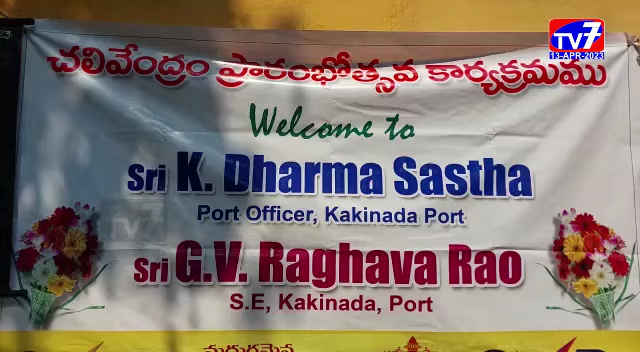 TV7
13-APR-2023
చలివేంద్రం ప్రారంభోత్సవ కార్యక్రమము
Welcome to
Sri K. Dharma Sastha
Port Officer, Kakinada Port
Sri G.V. Raghava Rao
S.E, Kakinada, Port